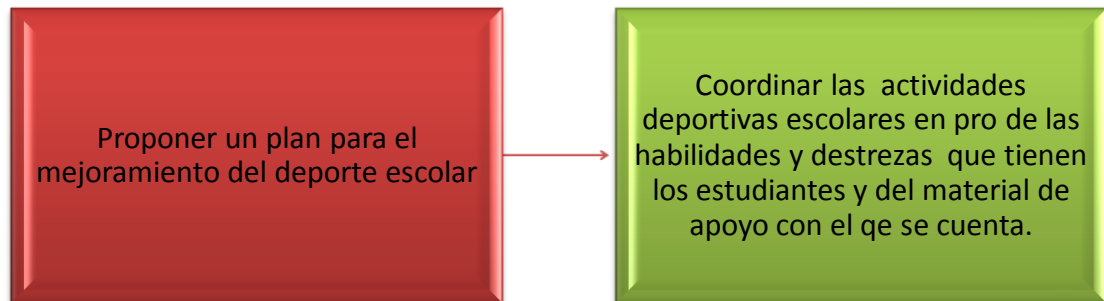 Proponer un plan para el
mejoramiento del deporte escolar
Coordinar las actividades
deportivas escolares en pro de las
habilidades y destrezas que tienen
los estudiantes y del material de
apoyo con el qe se cuenta.